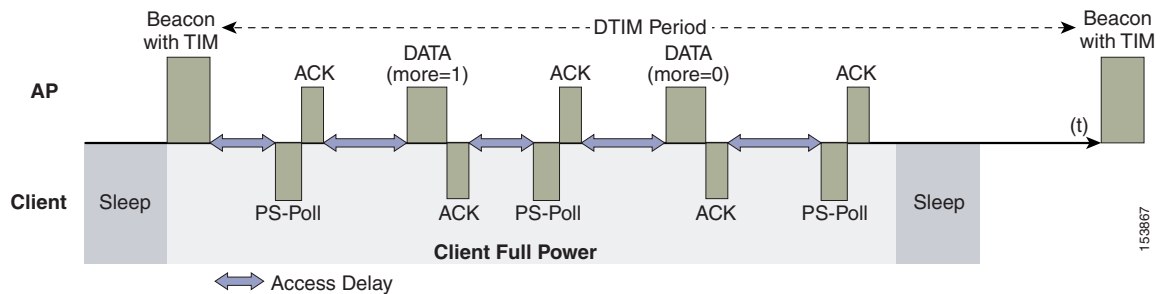 Beacon
with TIM
DTIM Period
Beacon
with TIM
DATA
(more=1)
DATA
(more=0)
ACK
ACK
ACK
AP
(t)
Client
Sleep
Sleep
PS-Poll
ACK
PS-Poll
ACK
PS-Poll
Client Full Power
Access Delay
153867